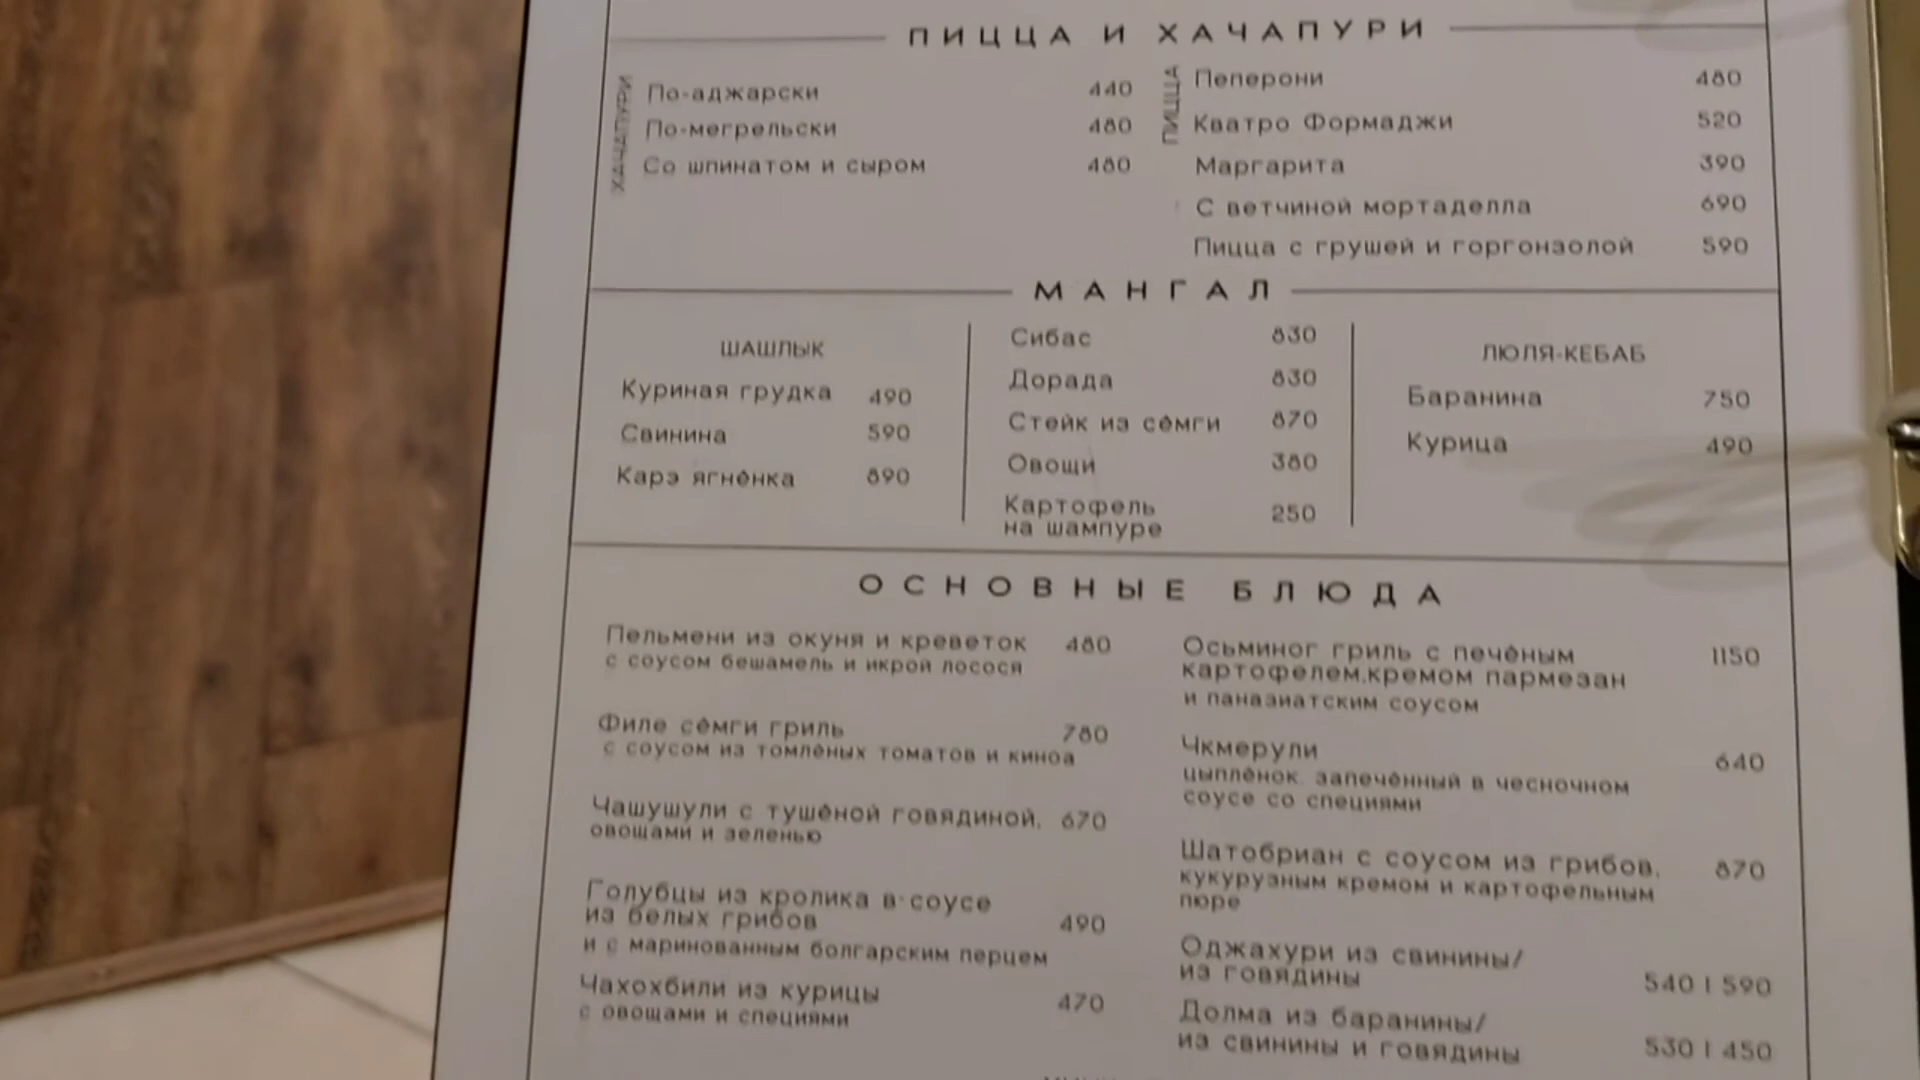 ПИЦЦА И ХАЧАПУРИ
ХАЧАПУРИ
По-аджарски 440
По-мегрельски 480
Со шпинатом и сыром 480
ПИЦЦА
Пеперони 480
Кватро Формаджи 520
Маргарита 390
С ветчиной мортаделла 690
Пицца с грушей и горгонзолой 590
МАНГАЛ
ШАШЛЫК
Куриная грудка 490
Свинина 590
Карэ ягнёнка 890
Сибас 830
Дорада 830
Стейк из сёмги 870
Овощи 380
Картофель
на шампуре 250
ЛЮЛЯ-КЕБАБ
Баранина 750
Курица 490
ОСНОВНЫЕ БЛЮДА
Пельмени из окуня и креветок 480
с соусом бешамель и икрой лосося
Филе сёмги гриль 780
с соусом из томлёных томатов и киноа
Чашушули с тушёной говядиной, 670
овощами и зеленью
Голубцы из кролика в соусе
из белых грибов 490
и с маринованным болгарским перцем
Чахохбили из курицы 470
с овощами и специями
Осьминог гриль с печёным 1150
картофелем,кремом пармезан
и паназиатским соусом
Чкмерули 640
цыплёнок, запечённый в чесночном
соусе со специями
Шатобриан с соусом из грибов, 870
кукурузным кремом и картофельным
пюре
Оджахури из свинины/
из говядины 540 | 590
Долма из баранины/
из свинины и говядины 530 | 450